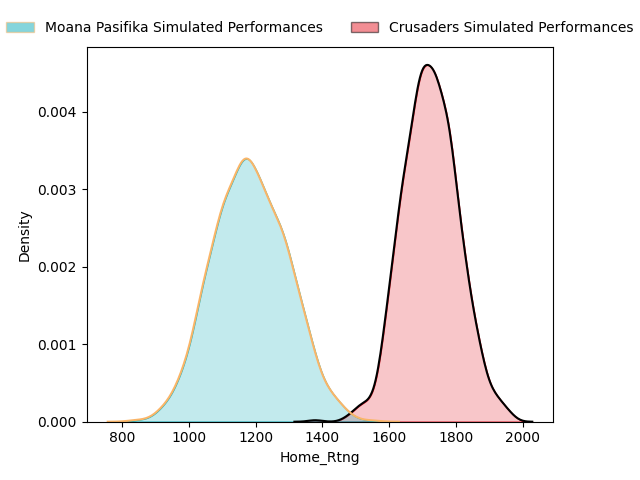 Moana Pasifika Simulated Performances Crusaders Simulated Performances
0.004
0.003
0.002
0.001
0.000
Density
800 1000 1200 1400 1600 1800 2000
Home_Rtng